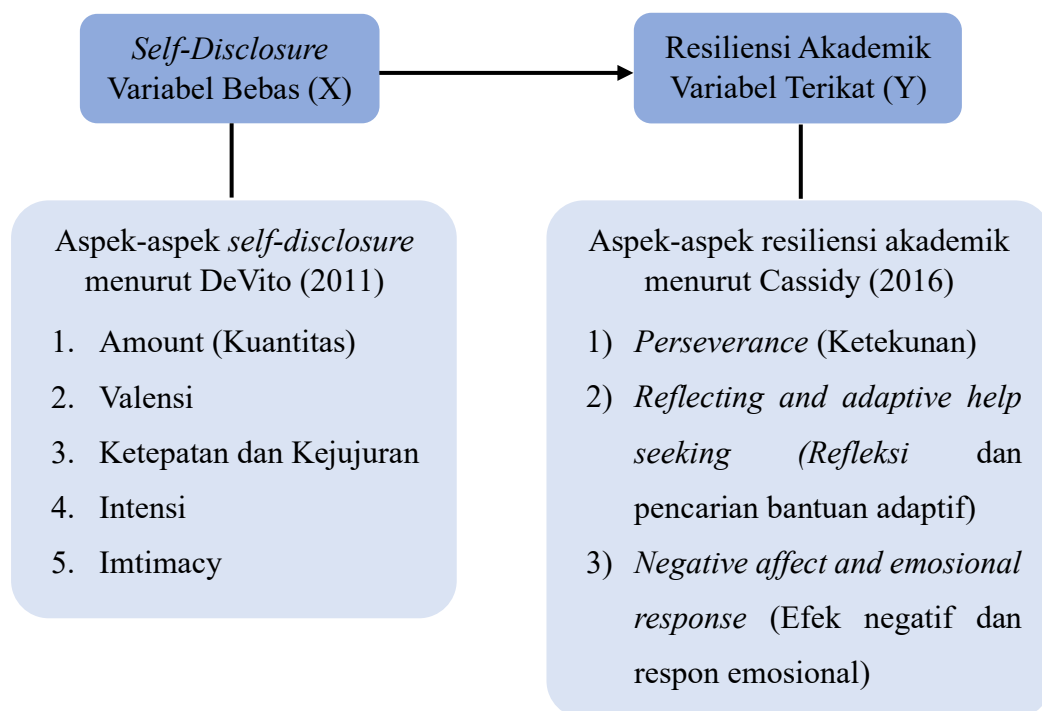 Self-Disclosure
Variabel Bebas (X)
Resiliensi Akademik
Variabel Terikat (Y)
Aspek-aspek self-disclosure
menurut DeVito (2011)
1. Amount (Kuantitas)
2. Valensi
3. Ketepatan dan Kejujuran
4. Intensi
5. Imtimacy
Aspek-aspek resiliensi akademik
menurut Cassidy (2016)
1) Perseverance (Ketekunan)
2) Reflecting and adaptive help
seeking (Refleksi dan
pencarian bantuan adaptif)
3) Negative affect and emosional
response (Efek negatif dan
respon emosional)